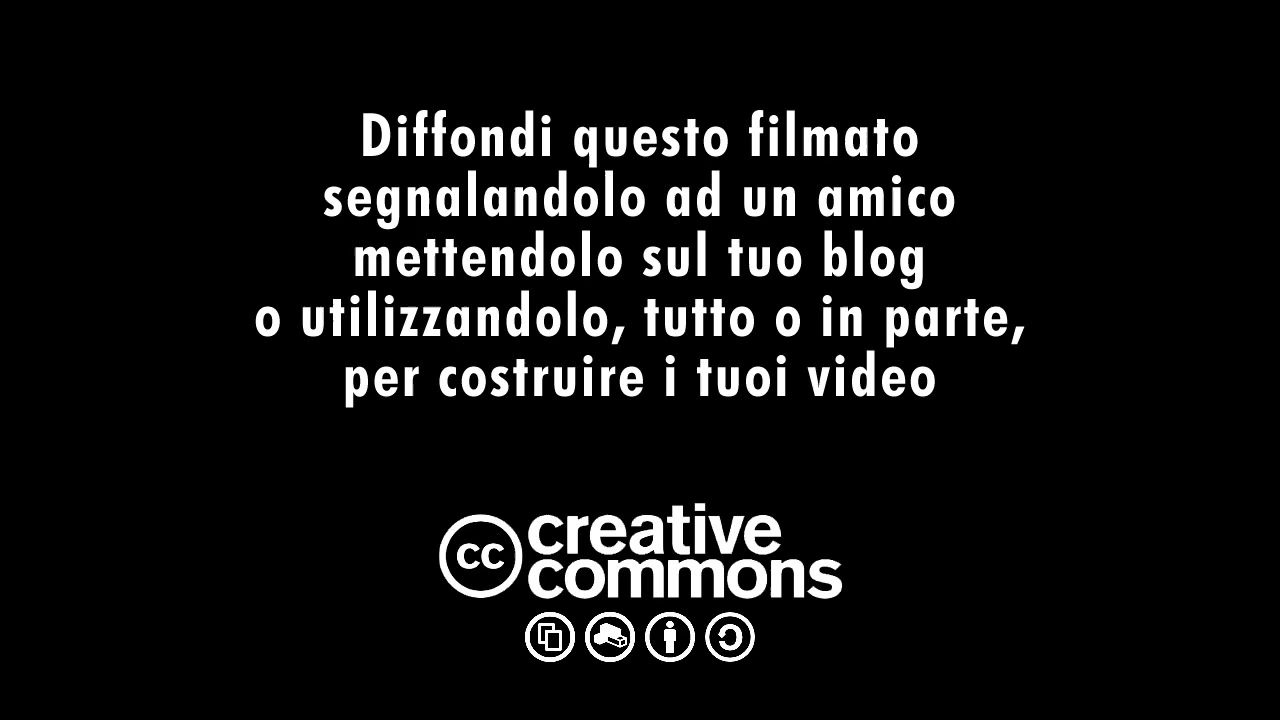 Diffondi questo filmato
segnalandolo ad un amico
mettendolo sul tuo blog
o utilizzandolo, tutto o in parte,
per costruire i tuoi video
cc creative
commons